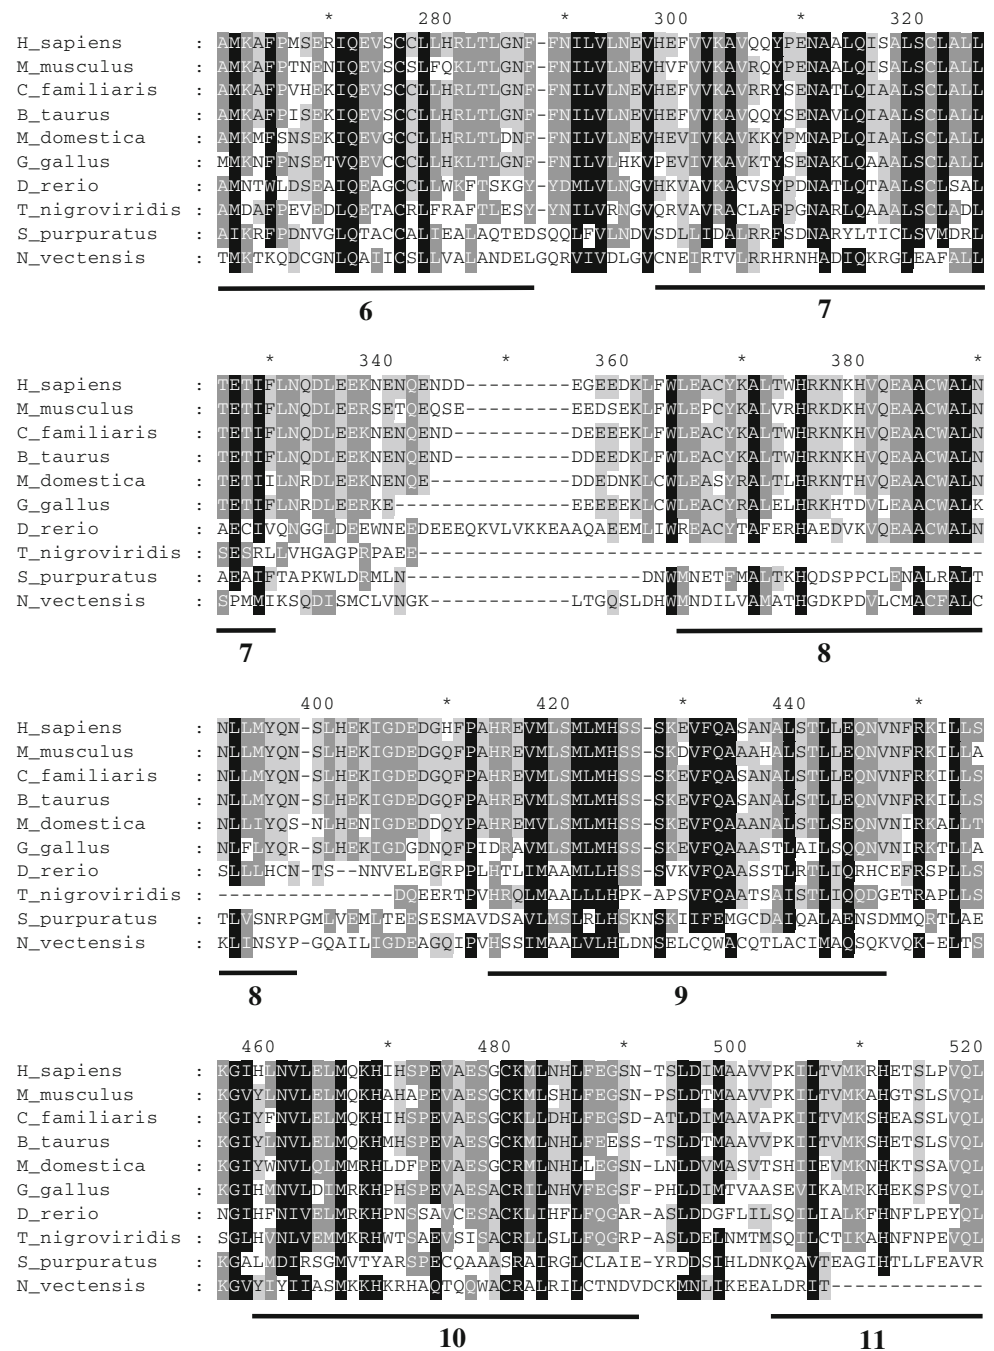 * 280 * 300 * 320
H_sapiens : AMKAFPMSERIQEVSCCLLHRLTLGNF-FNILVLNEVHEFVVKAVQQYPENAALQISALSCLALL
M_musculus : AMKAFPTNENIQEVSCSLFQKLTLGNF-FNILVLNEVHVFVVKAVRQYPENAALQISALSCLALL
C_familiaris : AMKAFPVHEKIQEVSCCLLHRLTLGNF-FNILVLNEVHEFVVKAVRRYSENATLQISALSCLALL
B_taurus : AMKAFPISEKIQEVSCCLLHRLTLGNF-FNILVLNEVHEFVVKAVQQYSENAVLQISALSCLALL
M_domestica : AMKMFSNSEKIQEVGCCLLHRLTLDNF-FNILVLNEVHEVIVKAVKKYPMNAPLQIAALSCLALL
G_gallus : MMKNFPNSETVQEVCCCLLHKLTLGNF-FNILVLHKVPEVIVKAVKTYSENAKLQAAALSCLALL
D_rerio : AMNTWLDSEAIQEAGCCLLWKFTSKGY-YDMLVLNGVHKVAVKACVSYPDNATLQTAALSCLSAL
T_nigroviridis : AMDAFPEVEDLQETACRLFRAFTLESY-YNILVRNGVQRVAVRACLAFPGNARLQAAALSCLADL
S_purpuratus : AIKRFPDNVGLQTACCALIEALAQTEDSQQLFVLNDVSDLLIDALRRFSDNARYLTICLSVMDRL
N_vectensis : TMKTKQDCGNLQAIICSLLVALANDELGQRVIVDLGVCNEIRTVLRRHRNHADIQKRGLEAFALL
6 7
* 340 * 360 * 380 *
H_sapiens : TETIFLNQDLEEKNENQENDD---------EGEEDKLFWLEACYKALTWHRKNKHVQEAACWALN
M_musculus : TETIFLNQDLEERSETQEQSE---------EEDSEKLFWLEPCYKALVRHRKDKHVQEAACWALN
C_familiaris : TETIFLNQDLEEKNENQEND----------DEEEEKLFWLEACYKALTWHRKNKHVQEAACWALN
B_taurus : TETIFLNQDLEEKNENQEND----------DDEEDKLFWLEACYKALTWHRKNKHVQEAACWALN
M_domestica : TETIILNRDLEEKNENQE------------DDEDNKLCWLEASYRALTLHRKNTHVQEAACWALN
G_gallus : TETIFLNRDLEERKE---------------EEEEEKLCWLEACYRALELHRKHTDVLEAACWALK
D_rerio : AECIVQNGGLDEEWNEEDEEEQKVLVKKEAAQAEEMLIWREACYTAFERHAEDVKVQEAACWALN
T_nigroviridis : SESRLLVHGAGPRPAEE------------------------------------------------
S_purpuratus : AEAIFTAPKWLDRMLN--------------------DNWMNETFMALTKHQDSPPCLENALRALT
N_vectensis : SPMMIKSQDISMCLVNGK------------LTGQSLDHWMNDILVAMATHGDKPDVLCMACFALC
7 8
400 * 420 * 440 *
H_sapiens : NLLMYQN-SLHEKIGDEDGHFPAHREVMLSMLMHSS-SKEVFQASANALSTLLEQNVNFRKILLS
M_musculus : NLLMYQN-SLHEKIGDEDGQFPAHREVMLSMLMHSS-SKDVFQAAAHALSTLLEQNVNFRKILLA
C_familiaris : NLLMYQN-SLHEKIGDEDGQFPAHREVMLSMLMHSS-SKEVFQASANALSTLLEQNVNFRKILLS
B_taurus : NLLMYQN-SLHEKIGDEDGQFPAHREVMLSMLMHSS-SKEVFQASANALSTLLEQNVNFRKILLS
M_domestica : NLLIYQS-NLHENIGDEDDQYPAHREMVLSMLMHSS-SKEVFQAAANALSTLSEQNVNIRKALLT
G_gallus : NLFLYQR-SLHEKIGDGDNQFPIDRAVMLSMLMHSS-SKEVFQAAASTLAILSQQNVNIRKTLLA
D_rerio : SLLLHCN-TS--NNVELEGRPPLHTLIMAAMLLHSS-SVKVFQAASSTLRTLIQRHCEFRSPLLS
T_nigroviridis : ---------------DQERTPVHRQLMAALLLHPK-APSVFQAATSAISTLIQQDGETRAPLLS
S_purpuratus : TLVSNRPGMLVEMLTEESESMAVDSAVLMSLRLHSKNSKIIFEMGCDAIQALAENSDMMQRTLAE
N_vectensis : KLINSYP-GQAILIGDEAGQIPVHSSIMAALVLHLDNSELCQWACQTLACIMAQSQKVQK-ELTS
8 9
460 * 480 * 500 * 520
H_sapiens : KGIHLNVLELMQKHIHSPEVAESGCKMLNHLFEGSN-TSLDIMAAVVPKILTVMKRHETSLPVQL
M_musculus : KGVYLNVLELMQKHAHAPEVAESGCKMLSHLFEGSN-PSLDTMAAVVPKILTVMKAHGTSLSVQL
C_familiaris : KGIYFNVLELMQKHIHSPEVAESGCKLLDHLFEGSD-ATLDIMAAVAPKIITVMKSHEASSLVQL
B_taurus : KGIYLNVLELMQKHMHSPEVAESGCKMLNHLFEESS-TSLDTMAAVVPKIITVMKSHETSLSVQL
M_domestica : KGIYWNVLQLMMRHLDFPEVAESGCRMLNHLLEGSN-LNLDVMASVTSHIIEVMKNHKTSSAVQL
G_gallus : KGIHMNVLDIMRKHPHSPEVAESACRILNHVFEGSF-PHLDIMTVAASEVIKAMRKHEKSPSVQL
D_rerio : NGIHFNIVELMRKHPNSSAVCESACKLIHFLFQGAR-ASLDDGFLILSQILIALKFHNFLPEYQL
T_nigroviridis : SGLHVNLVEMMKRHWTSAEVSISACRLLSLLFQGRP-ASLDELNMTMSQILCTIKAHNFNPEVQL
S_purpuratus : KGALMDIRSGMVTYARSPECQAAASRAIRGLCLAIE-YRDDSIHLDNKQAVTEAGIHTLLFEAVR
N_vectensis : KGVYIYIIASMKKHKRHAQTQQWACRALRILCTNDVDCKMNLIKEEALDRIT-------------
10 11